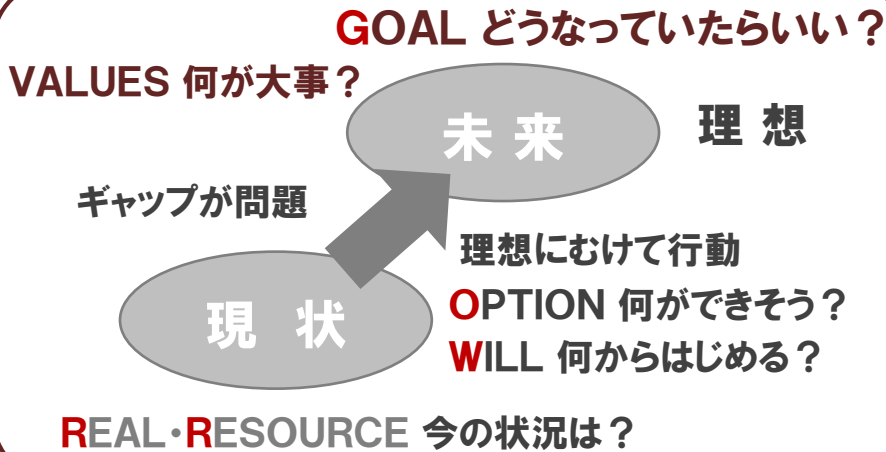 GOAL どうなっていたらいい？
VALUES 何が大事？
未来
理想
ギャップが問題
理想にむけて行動
現状
OPTION 何ができそう？
WILL 何からはじめる？
REAL・RESOURCE 今の状況は？